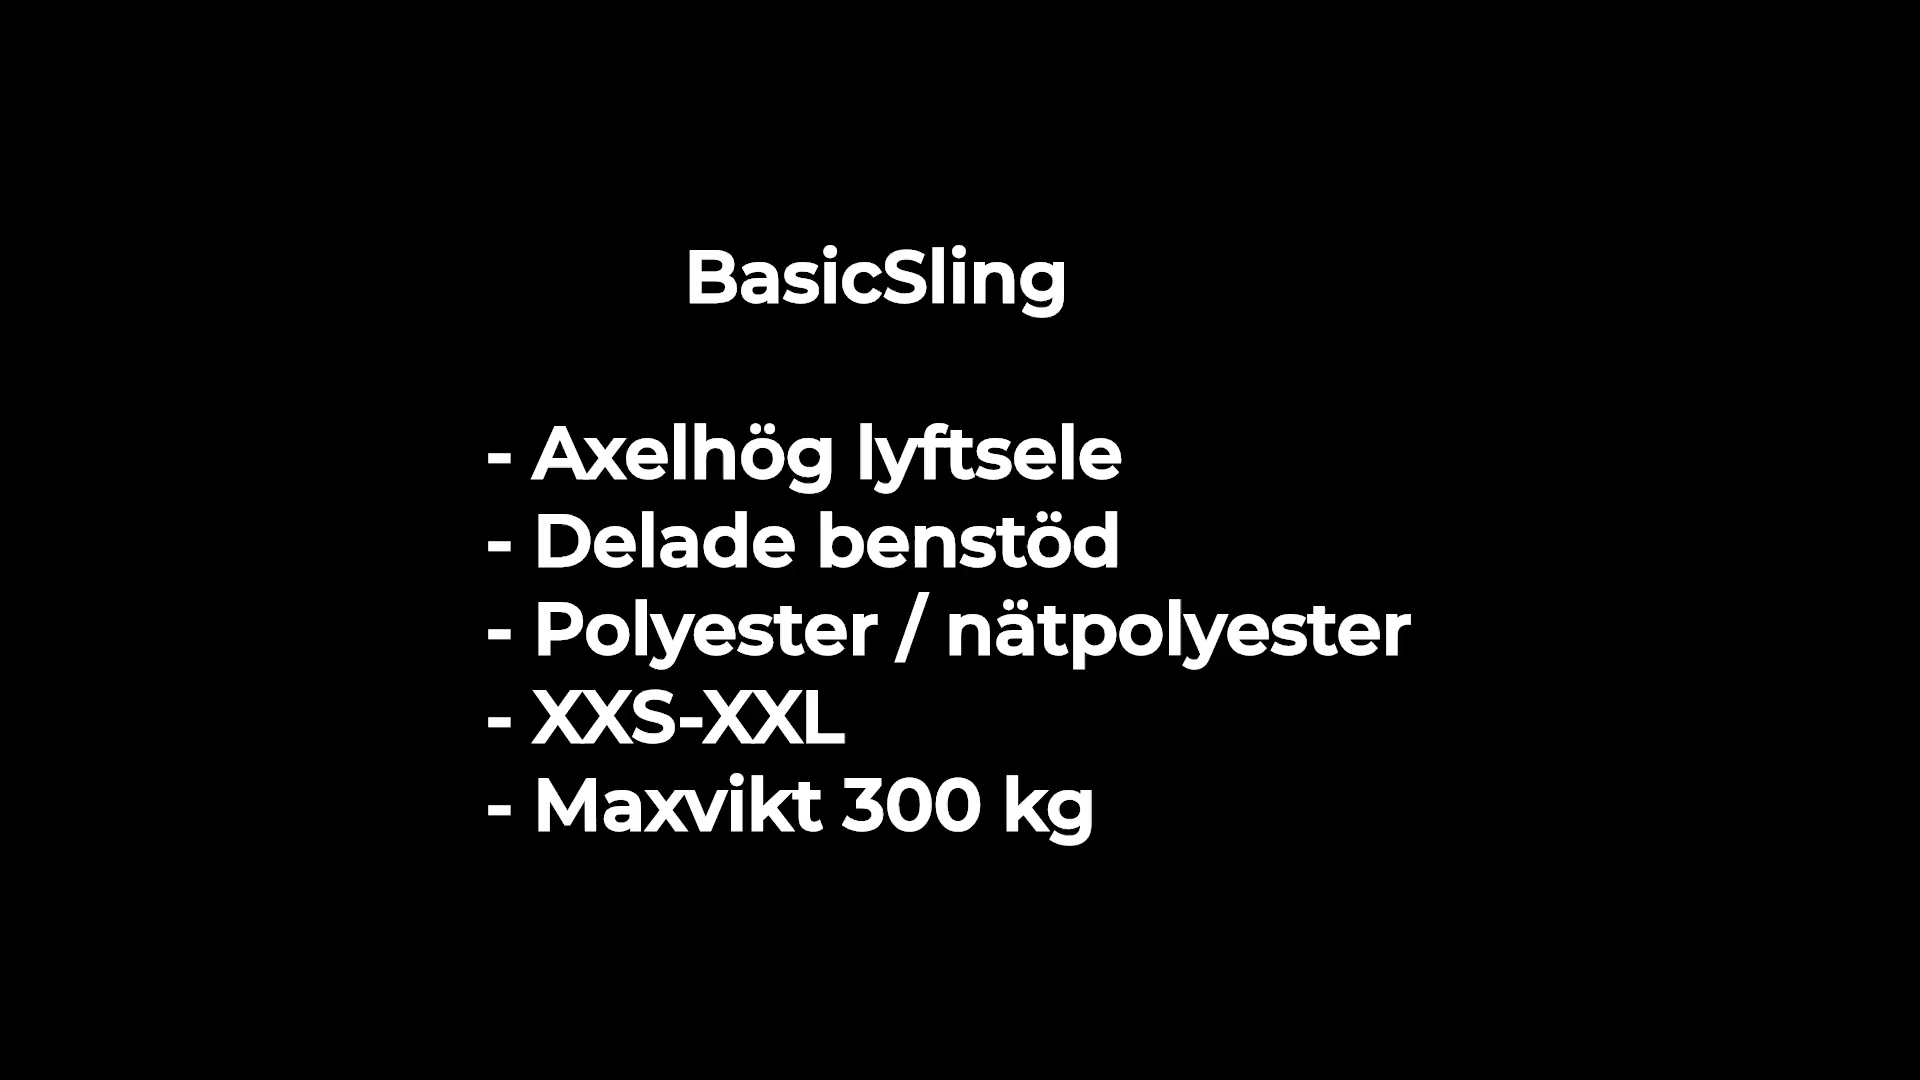 BasicSling
- Axelhög lyftsele
- Delade benstöd
- Polyester / nätpolyester
- XXS-XXL
- Maxvikt 300 kg